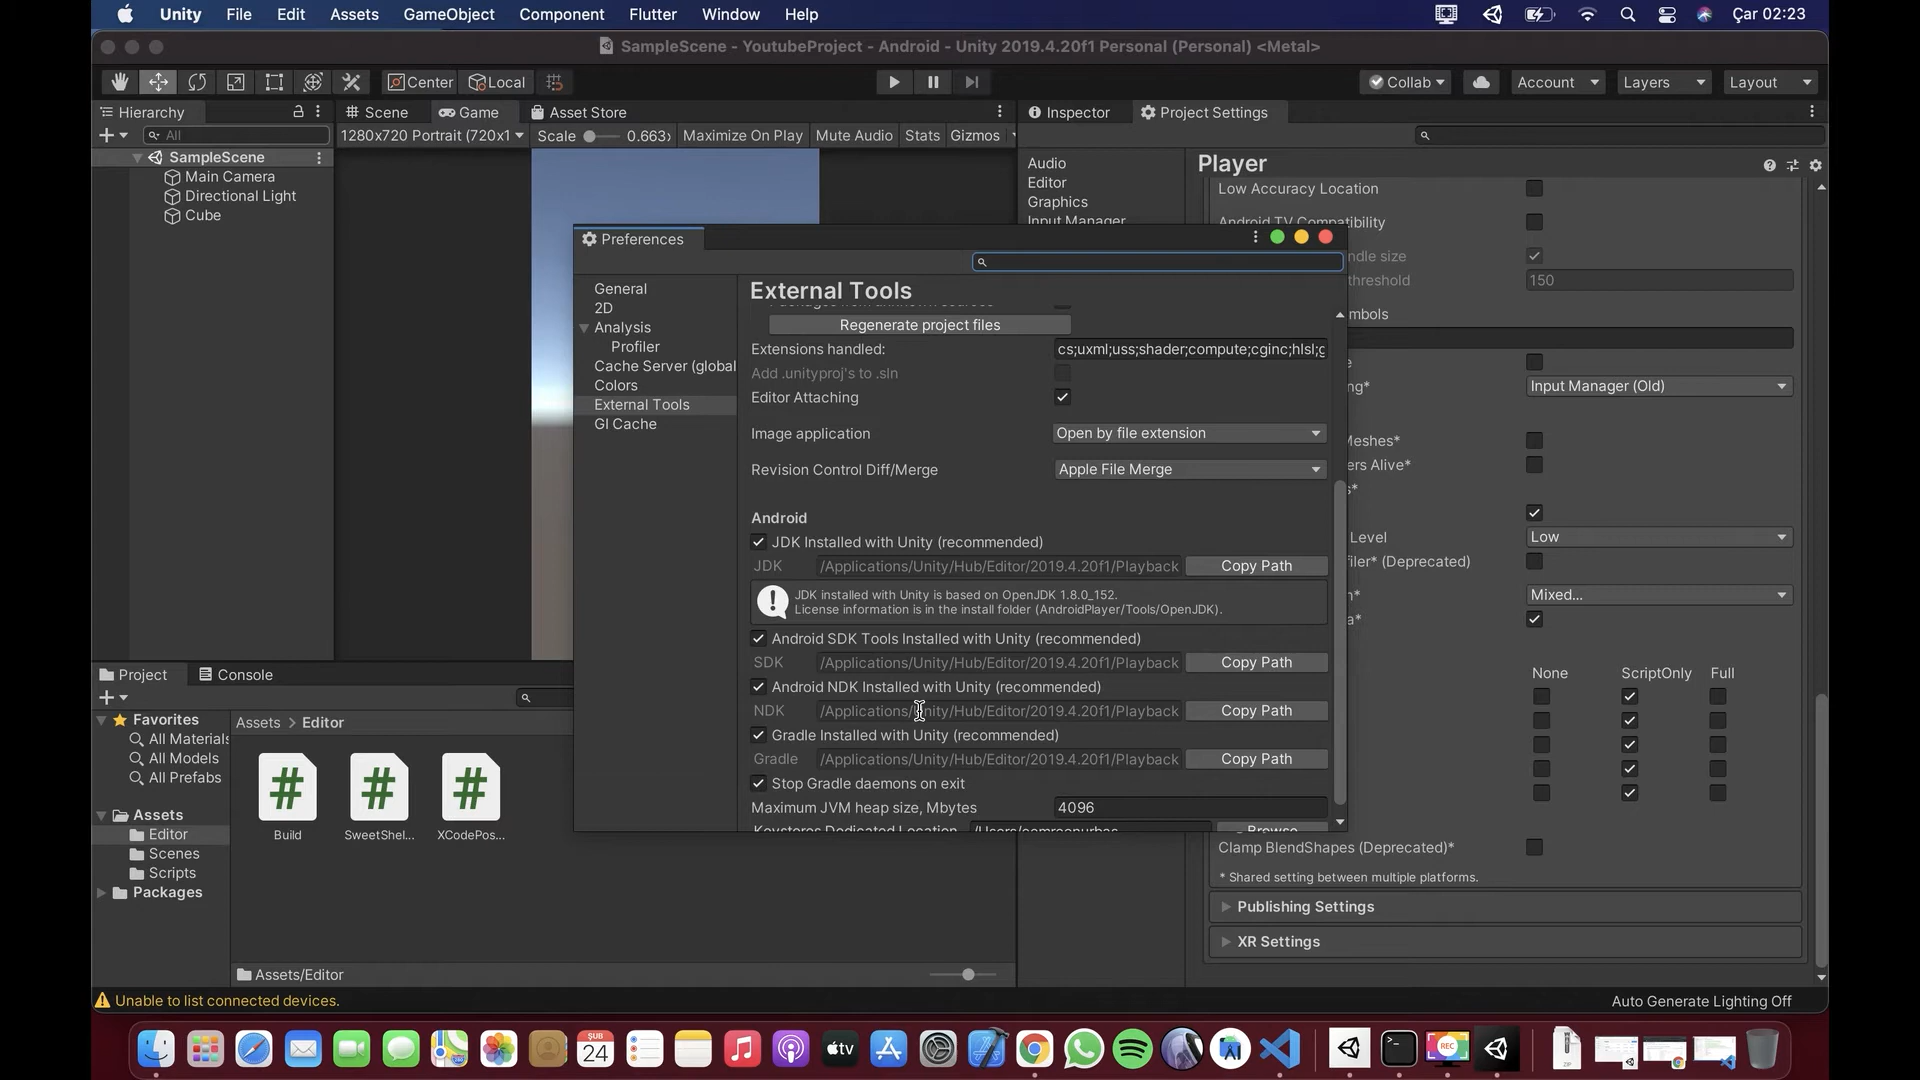 Unity File Edit Assets GameObject Component Flutter Window Help Çar 02:23
SampleScene - YoutubeProject - Android - Unity 2019.4.20f1 Personal (Personal) <Metal>
Center Local Collab Account Layers Layout
Hierarchy Scene Game Asset Store Inspector Project Settings
All 1280x720 Portrait (720x1 Scale 0.663 Maximize On Play Mute Audio Stats Gizmos
SampleScene
Main Camera
Directional Light
Cube
Audio
Editor
Graphics
Input Manager
Player
Low Accuracy Location
Android TV Compatibility
ndle size
threshold 150
mbols
e
ng* Input Manager (Old)
Meshes*
ers Alive*
s*
Level Low
filer* (Deprecated)
n* Mixed...
a*
None ScriptOnly Full
Clamp BlendShapes (Deprecated)*
* Shared setting between multiple platforms.
Publishing Settings
XR Settings
Preferences
General
2D
Analysis
Profiler
Cache Server (global
Colors
External Tools
GI Cache
External Tools
Regenerate project files
Extensions handled: cs;uxml;uss;shader;compute;cginc;hlsl;g
Add .unityproj's to .sln
Editor Attaching
Image application Open by file extension
Revision Control Diff/Merge Apple File Merge
Android
JDK Installed with Unity (recommended)
JDK /Applications/Unity/Hub/Editor/2019.4.20f1/Playback Copy Path
JDK installed with Unity is based on OpenJDK 1.8.0_152.
License information is in the install folder (AndroidPlayer/Tools/OpenJDK).
Android SDK Tools Installed with Unity (recommended)
SDK /Applications/Unity/Hub/Editor/2019.4.20f1/Playback Copy Path
Android NDK Installed with Unity (recommended)
NDK /Applications/Unity/Hub/Editor/2019.4.20f1/Playback Copy Path
Gradle Installed with Unity (recommended)
Gradle /Applications/Unity/Hub/Editor/2019.4.20f1/Playback Copy Path
Stop Gradle daemons on exit
Maximum JVM heap size, Mbytes 4096
Keystores Dedicated Location Browse
Project Console
Favorites
All Materials
All Models
All Prefabs
Assets
Editor
Scenes
Scripts
Packages
Assets > Editor
Build SweetShel... XCodePos...
Assets/Editor
Unable to list connected devices. Auto Generate Lighting Off
ŞUB
24
tv
REC
ZIP